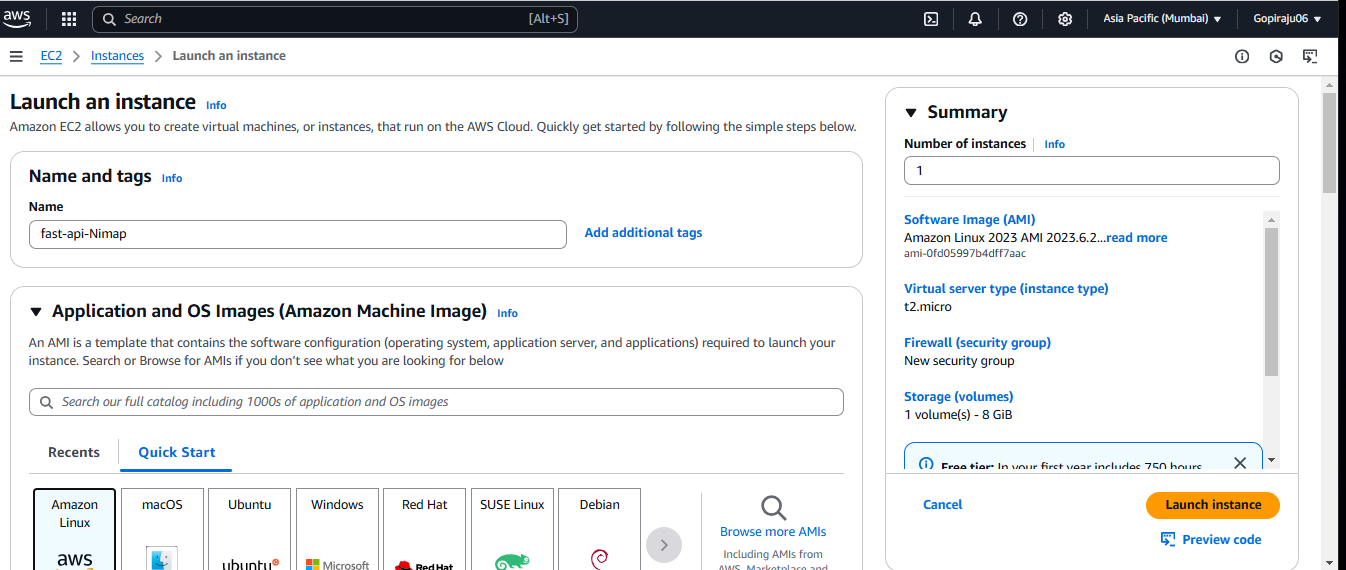 aws
Search
[Alt+S]
Asia Pacific (Mumbai)
Gopiraju06
EC2
Instances
Launch an instance
Launch an instance Info
Amazon EC2 allows you to create virtual machines, or instances, that run on the AWS Cloud. Quickly get started by following the simple steps below.
Name and tags Info
Name
fast-api-Nimap
Add additional tags
Application and OS Images (Amazon Machine Image) Info
An AMI is a template that contains the software configuration (operating system, application server, and applications) required to launch your
instance. Search or Browse for AMIs if you don't see what you are looking for below
Search our full catalog including 1000s of application and OS images
Recents
Quick Start
Amazon
Linux
aws
macOS
Ubuntu
ubuntu
Windows
Microsoft
Red Hat
Red Hat
SUSE Linux
Debian
Browse more AMIs
Including AMIs from
AWS, Marketplace and
Summary
Number of instances Info
1
Software Image (AMI)
Amazon Linux 2023 AMI 2023.6.2...read more
ami-0fd05997b4dff7aac
Virtual server type (instance type)
t2.micro
Firewall (security group)
New security group
Storage (volumes)
1 volume(s) - 8 GiB
Free tier: In your first year includes 750 hours
Cancel
Launch instance
Preview code